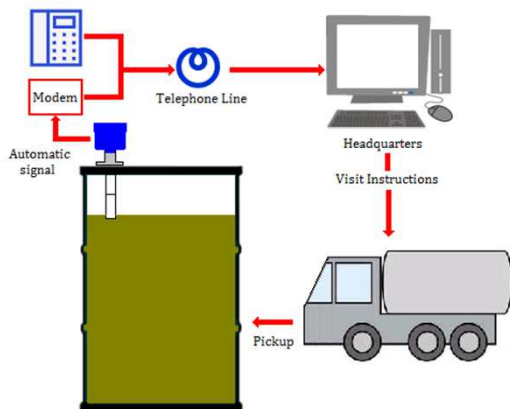 Modem
Telephone Line
Automatic
signal
Headquarters
Visit Instructions
Pickup